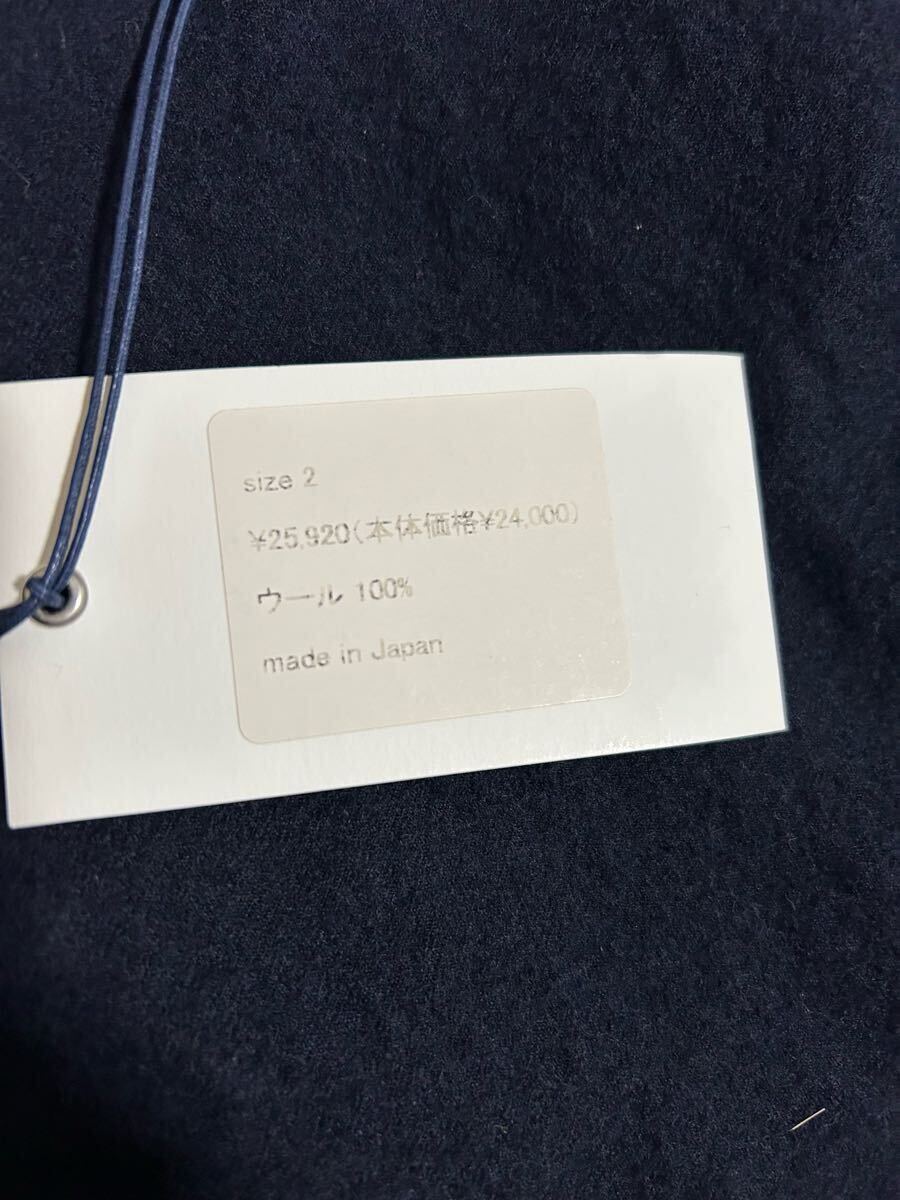 size 2
¥25,920(本体価格¥24,000)
ウール 100%
made in Japan